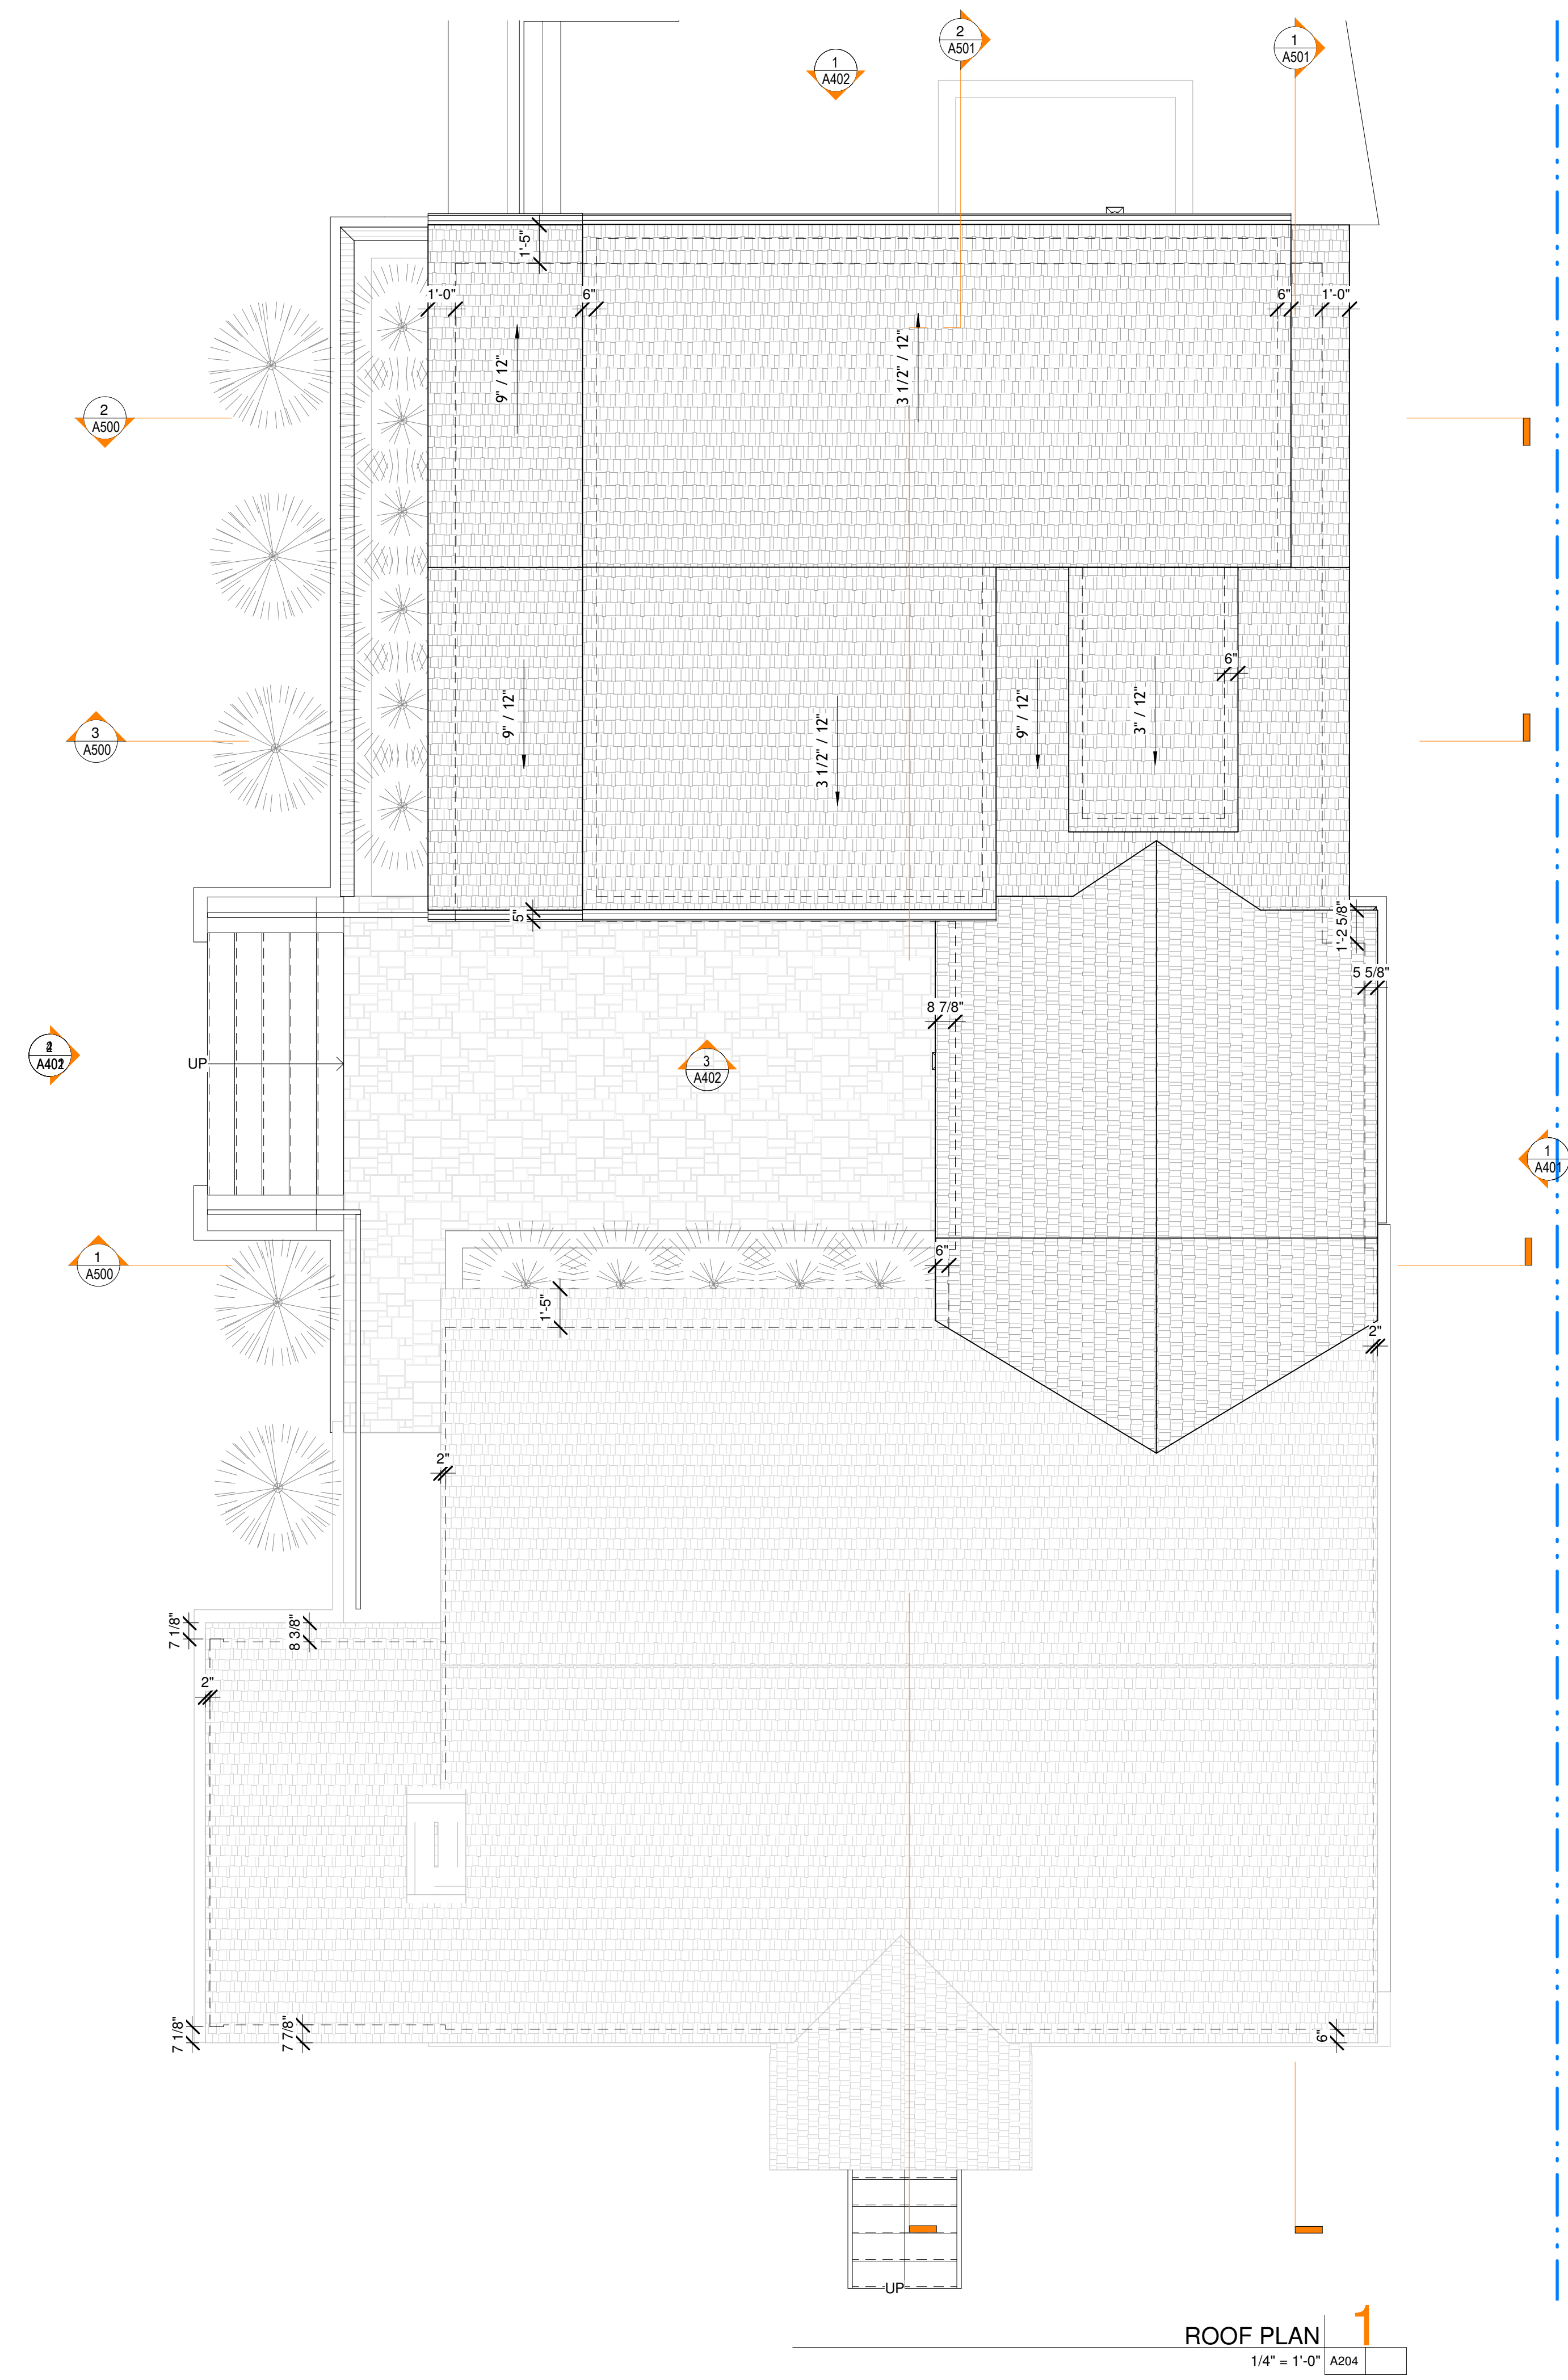 2
A501
1
A501
1
A402
1'-5"
1'-0"
6"
6"
1'-0"
9" / 12"
3 1/2" / 12"
2
A500
9" / 12"
3 1/2" / 12"
9" / 12"
3" / 12"
6"
3
A500
5"
1'-2 5/8"
5 5/8"
8 7/8"
UP
3
A402
1
A401
6"
1
A500
1'-5"
2"
2"
7 1/8"
8 3/8"
2"
7 1/8"
7 7/8"
6"
UP
ROOF PLAN
1
1/4" = 1'-0"
A204